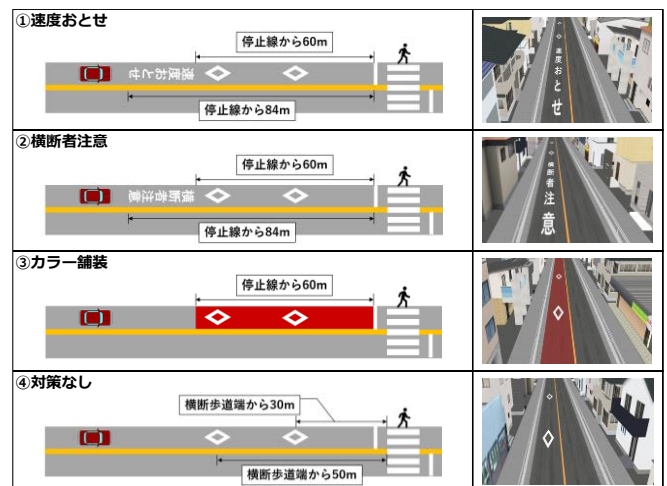 ①速度おとせ
停止線から60m
速度おとせ
停止線から84m
速度おとせ
②横断者注意
停止線から60m
横断者注意
停止線から84m
横断者注意
③カラー舗装
停止線から60m
④対策なし
横断歩道端から30m
横断歩道端から50m